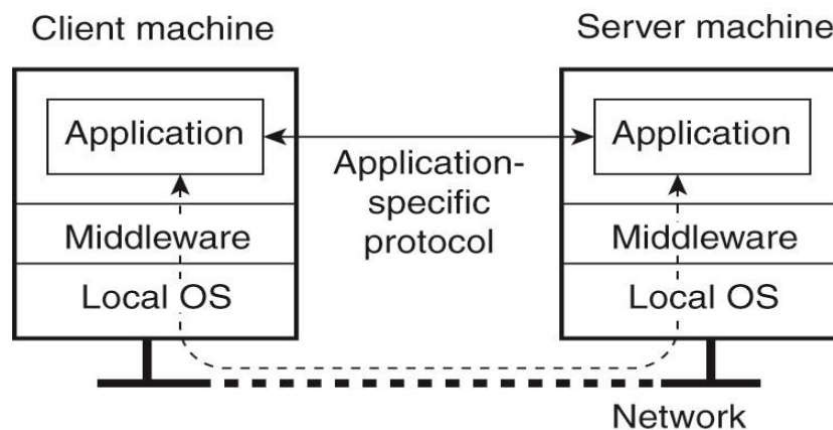 Client machine
Server machine
Application
Application
Application-
specific
protocol
Middleware
Middleware
Local OS
Local OS
Network